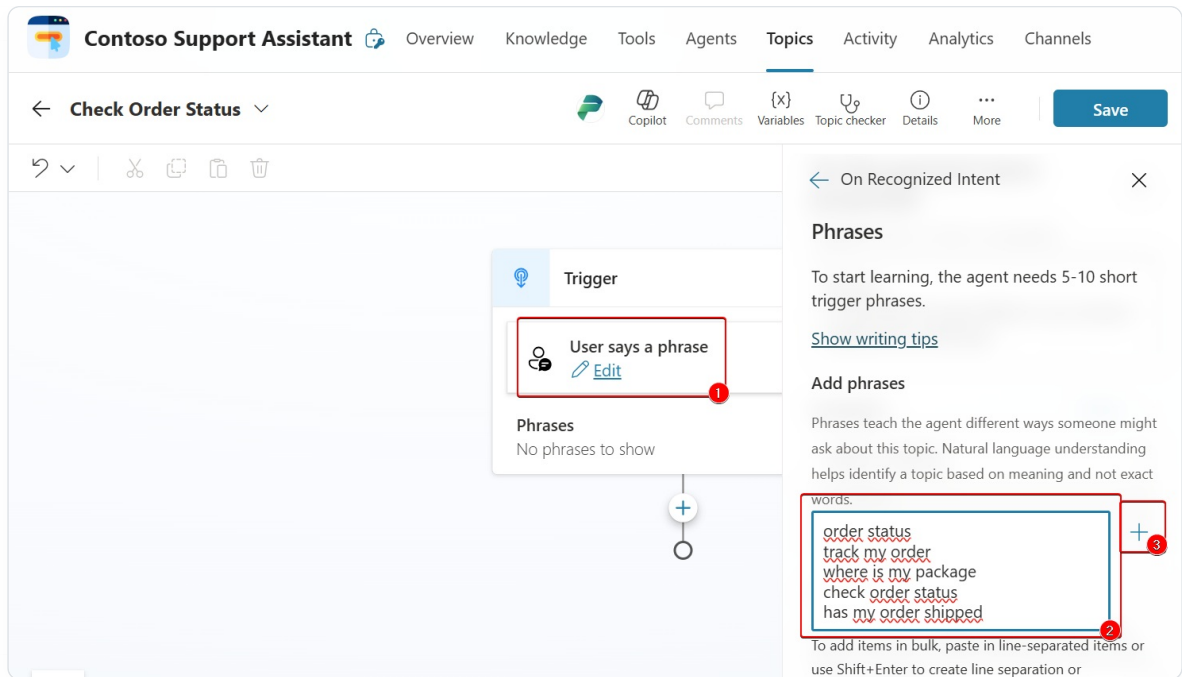 Contoso Support Assistant
Overview
Knowledge
Tools
Agents
Topics
Activity
Analytics
Channels
Check Order Status
Copilot
Comments
{x}
Variables
Topic checker
Details
More
Save
On Recognized Intent
Phrases
To start learning, the agent needs 5-10 short
trigger phrases.
Show writing tips
Add phrases
Phrases teach the agent different ways someone might
ask about this topic. Natural language understanding
helps identify a topic based on meaning and not exact
words.
order status
track my order
where is my package
check order status
has my order shipped
2
3
To add items in bulk, paste in line-separated items or
use Shift+Enter to create line separation or
Trigger
User says a phrase
Edit
1
Phrases
No phrases to show